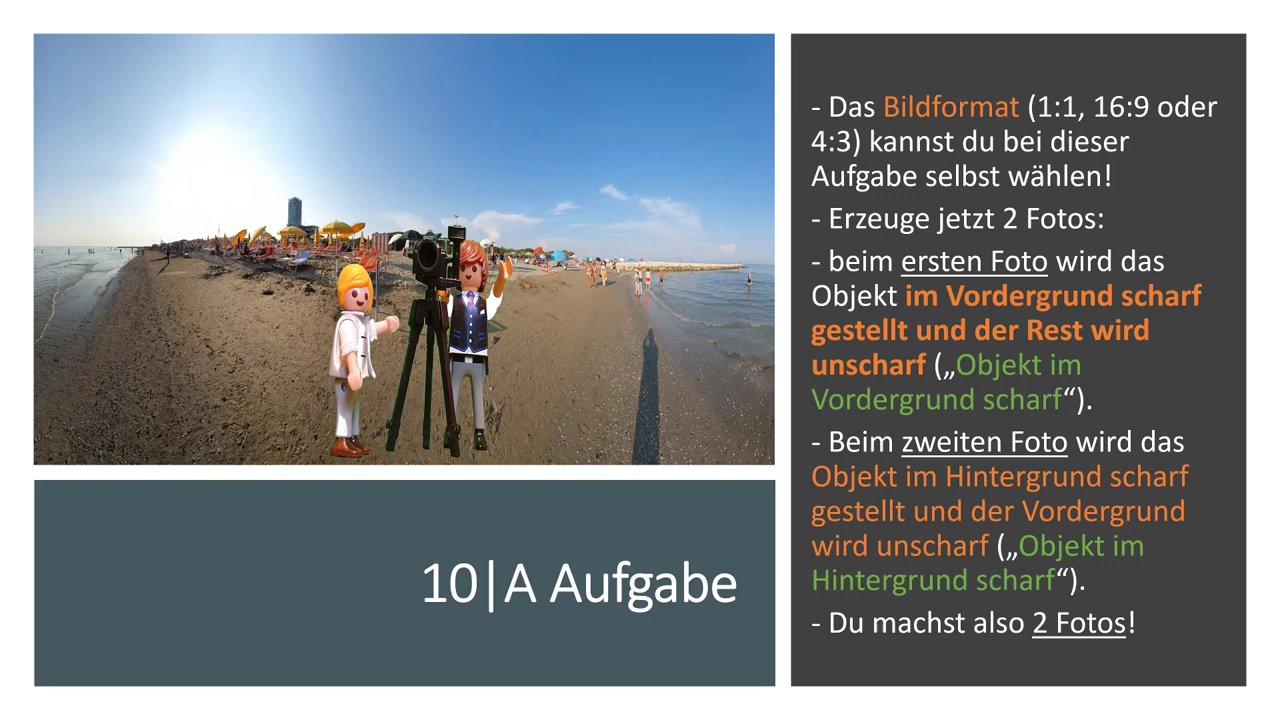 - Das Bildformat (1:1, 16:9 oder
4:3) kannst du bei dieser
Aufgabe selbst wählen!
- Erzeuge jetzt 2 Fotos:
- beim ersten Foto wird das
Objekt im Vordergrund scharf
gestellt und der Rest wird
unscharf („Objekt im
Vordergrund scharf“).
- Beim zweiten Foto wird das
Objekt im Hintergrund scharf
gestellt und der Vordergrund
wird unscharf („Objekt im
Hintergrund scharf“).
- Du machst also 2 Fotos!
10|A Aufgabe